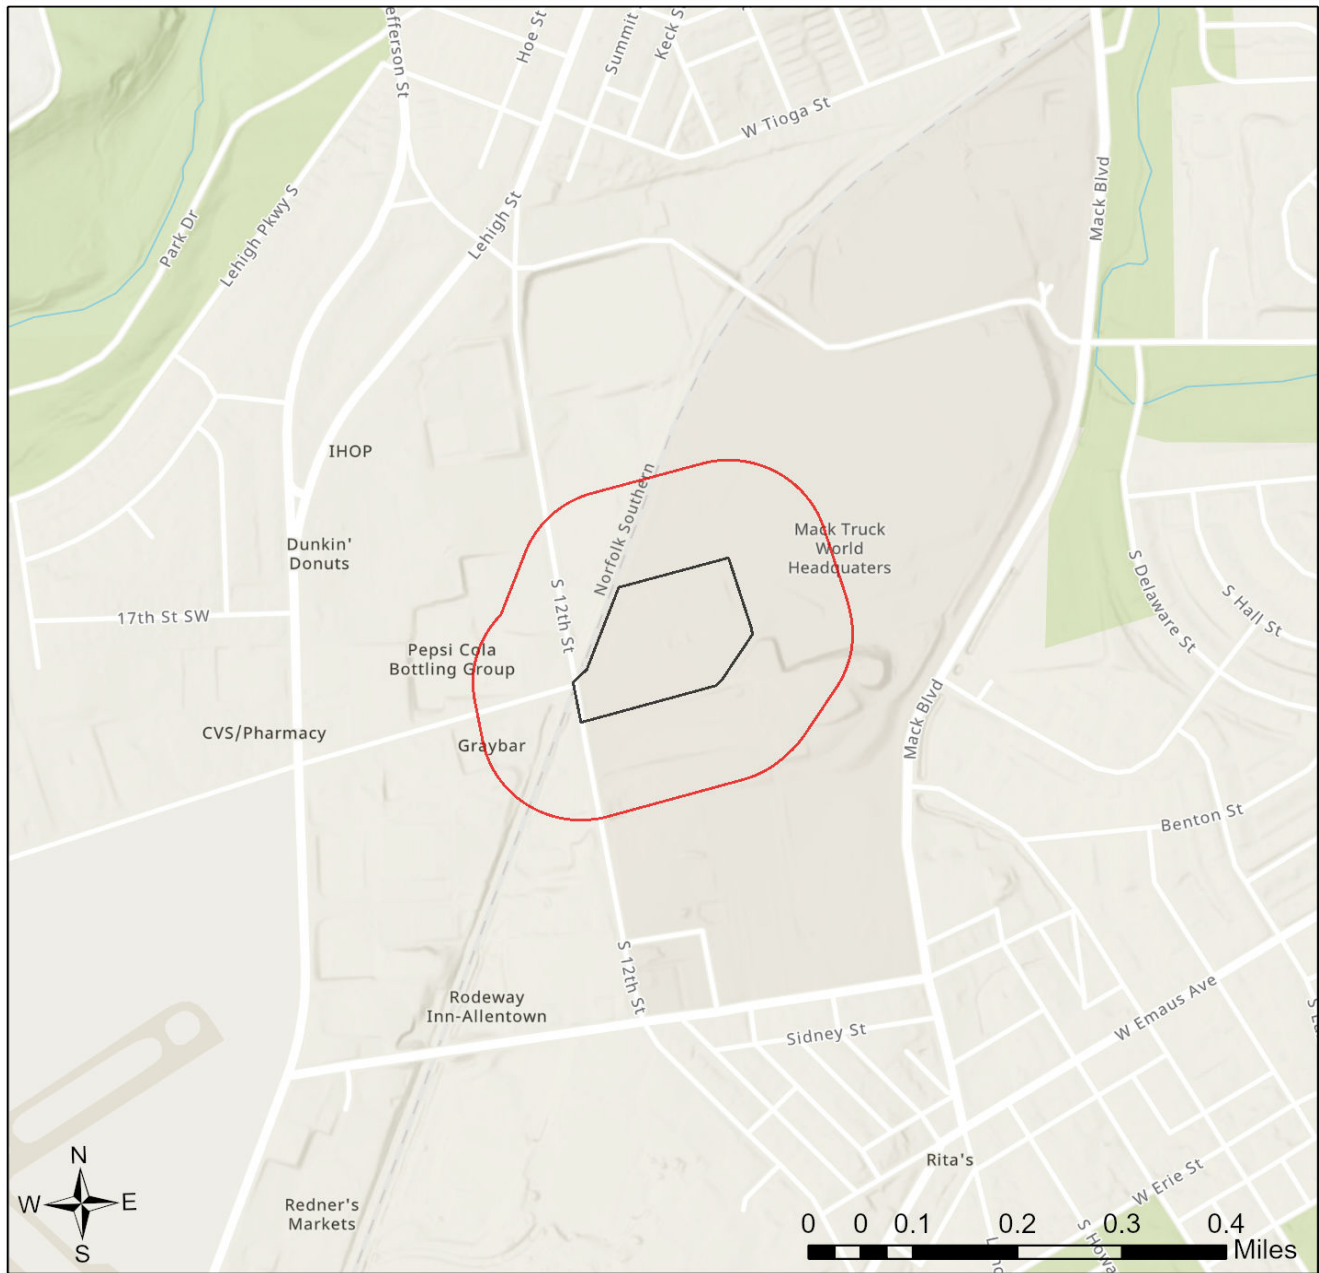 efferson St
Hoe St
Summit
Keck S
W Tioga St
Mack Blvd
Park Dr
Lehigh Pkwy S
Lehigh St
IHOP
Norfolk Southern
Mack Truck
World
Headquaters
Dunkin'
Donuts
S 12th St
S Delaware St
S Hall St
17th St SW
Pepsi Cola
Bottling Group
Mack Blvd
CVS/Pharmacy
Graybar
Benton St
S 12th St
Rodeway
Inn-Allentown
Sidney St
W Emaus Ave
Rita's
W Erie St
Redner's
Markets
S Howa
N
W
E
S
0 0 0.1 0.2 0.3 0.4
Miles